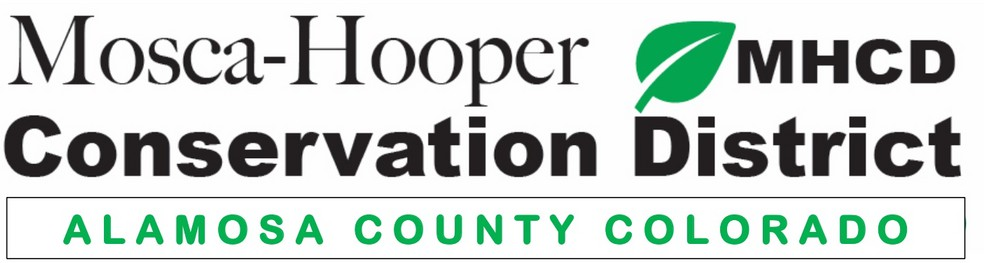 Mosca-Hooper MHCD
Conservation District
ALAMOSA COUNTY COLORADO